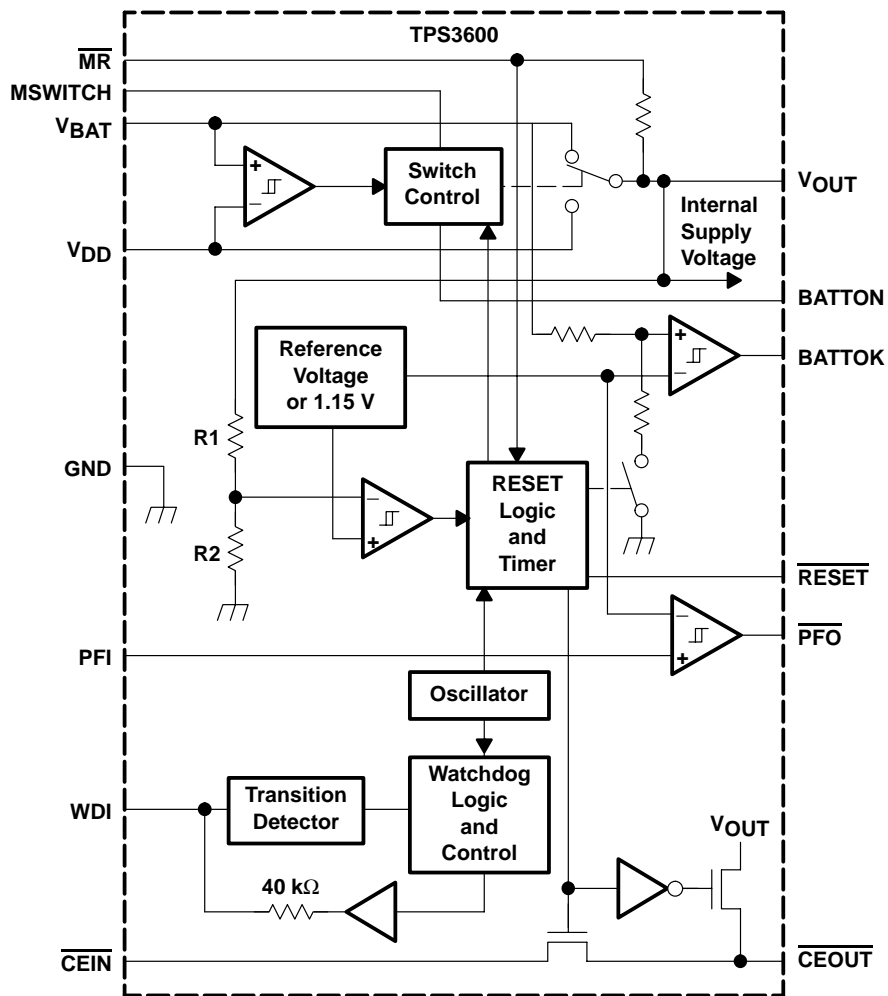 TPS3600
MR
MSWITCH
VBAT
Switch
Control
VOUT
Internal
Supply
Voltage
VDD
BATTON
Reference
Voltage
or 1.15 V
BATTOK
R1
GND
RESET
Logic
and
Timer
R2
RESET
PFO
PFI
Oscillator
Watchdog
Logic
and
Control
Transition
Detector
WDI
VOUT
40 kΩ
CEIN
CEOUT
+
−
+
−
−
+
−
+